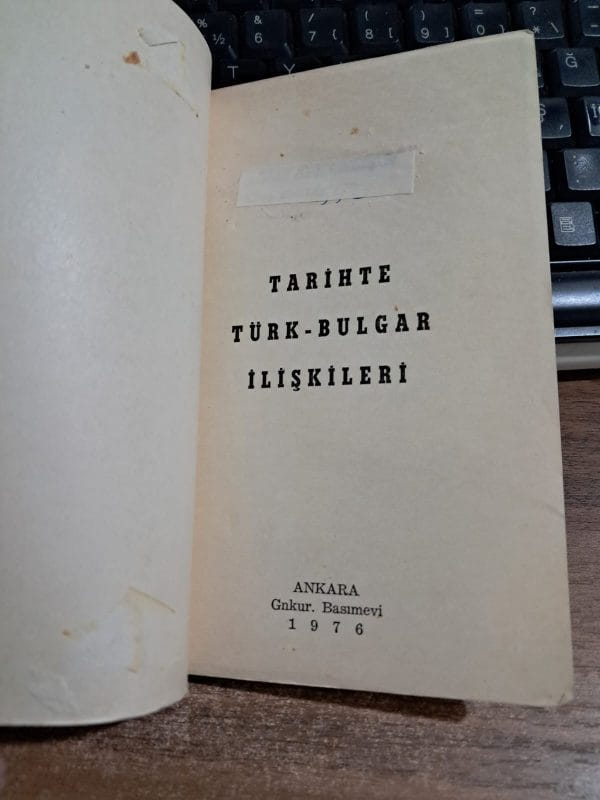 TARİHTE
TÜRK-BULGAR
İLİŞKİLERİ
ANKARA
Gnkur. Basımevi
1976